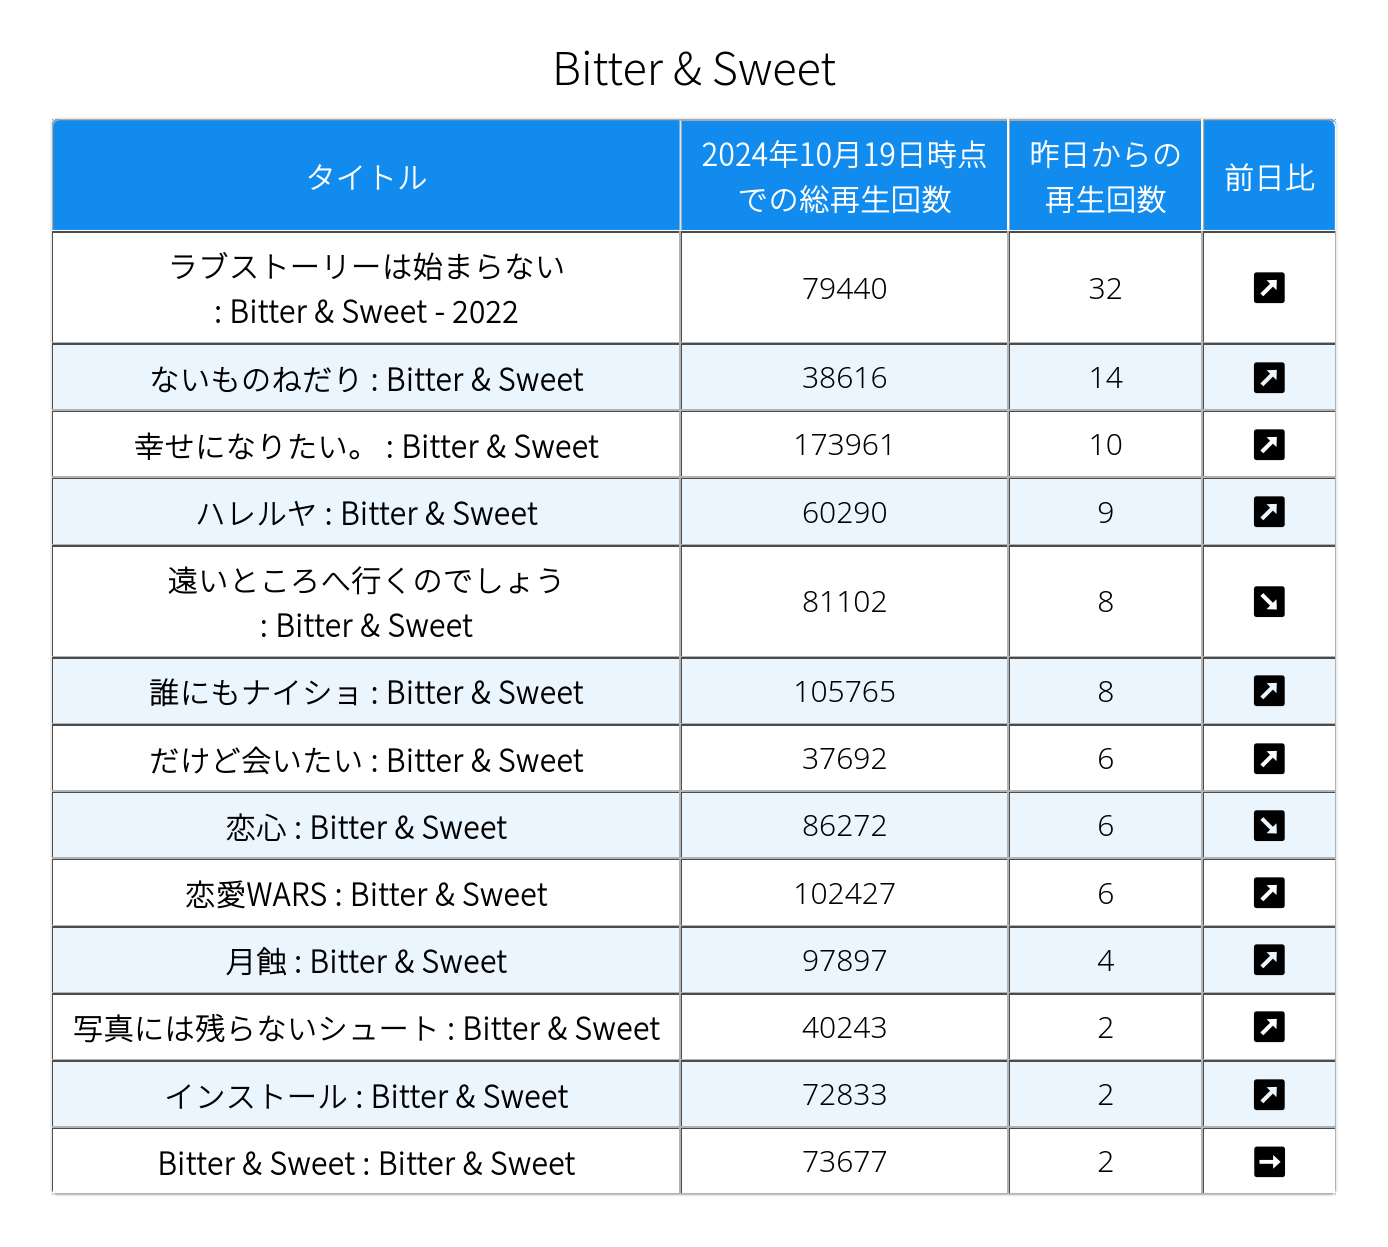 Bitter & Sweet
タイトル
2024年10月19日時点
での総再生回数
昨日からの
再生回数
前日比
ラブストーリーは始まらない
: Bitter & Sweet - 2022
79440
32
↗
ないものねだり : Bitter & Sweet
38616
14
↗
幸せになりたい。 : Bitter & Sweet
173961
10
↗
ハレルヤ : Bitter & Sweet
60290
9
↗
遠いところへ行くのでしょう
: Bitter & Sweet
81102
8
↘
誰にもナイショ : Bitter & Sweet
105765
8
↗
だけど会いたい : Bitter & Sweet
37692
6
↗
恋心 : Bitter & Sweet
86272
6
↘
恋愛WARS : Bitter & Sweet
102427
6
↗
月蝕 : Bitter & Sweet
97897
4
↗
写真には残らないシュート : Bitter & Sweet
40243
2
↗
インストール : Bitter & Sweet
72833
2
↗
Bitter & Sweet : Bitter & Sweet
73677
2
→